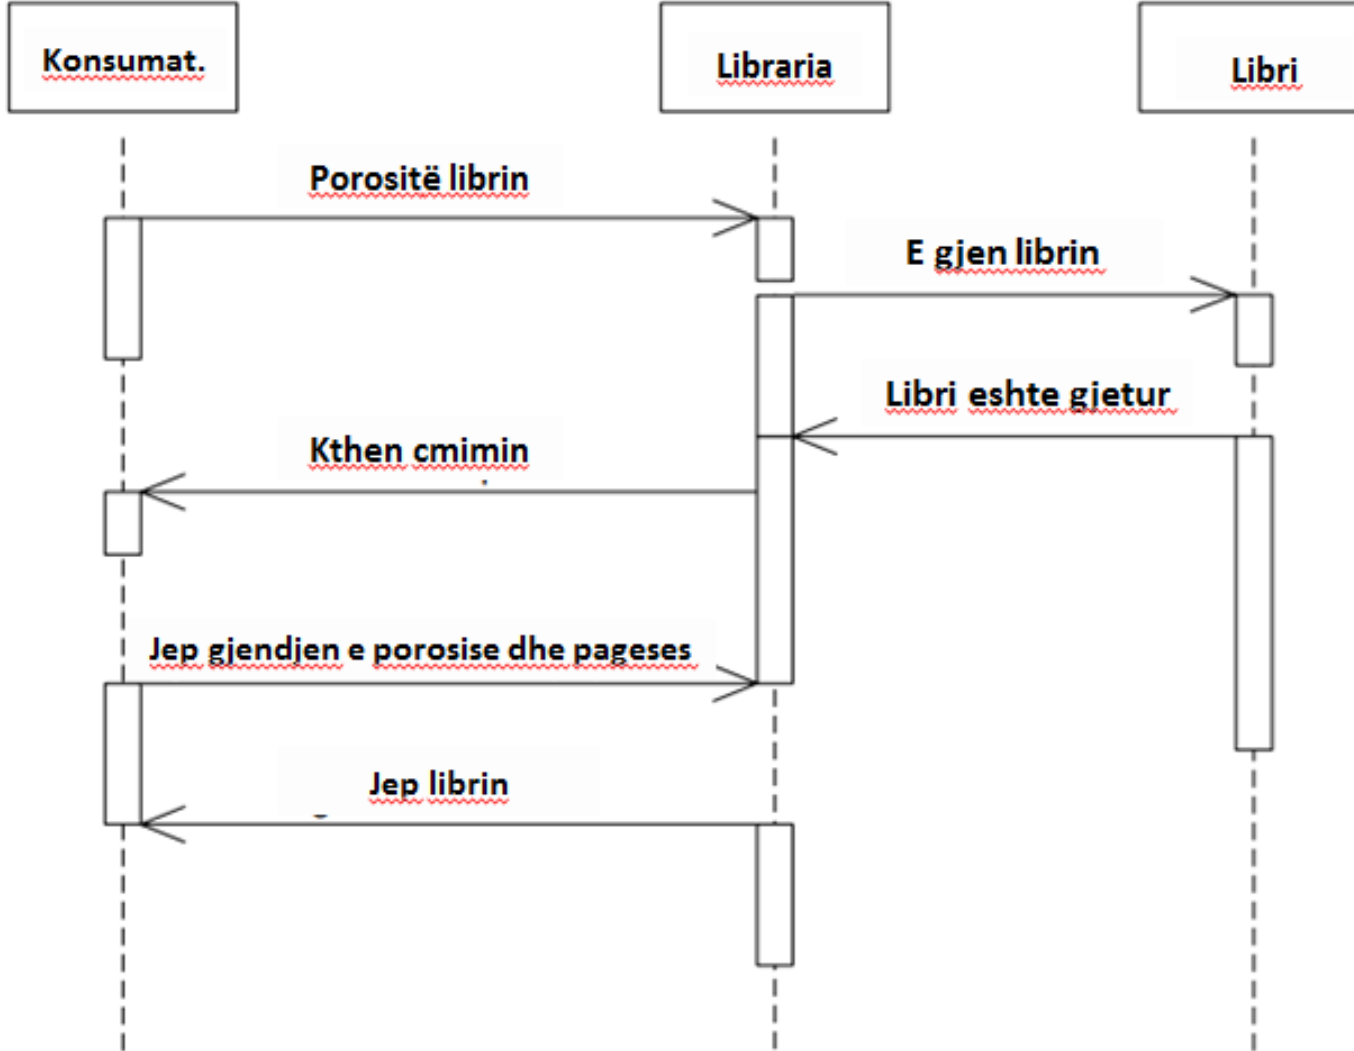 Konsumat.
Libraria
Libri
Porositë librin
E gjen librin
Libri eshte gjetur
Kthen cmimin
Jep gjendjen e porosise dhe pageses
Jep librin